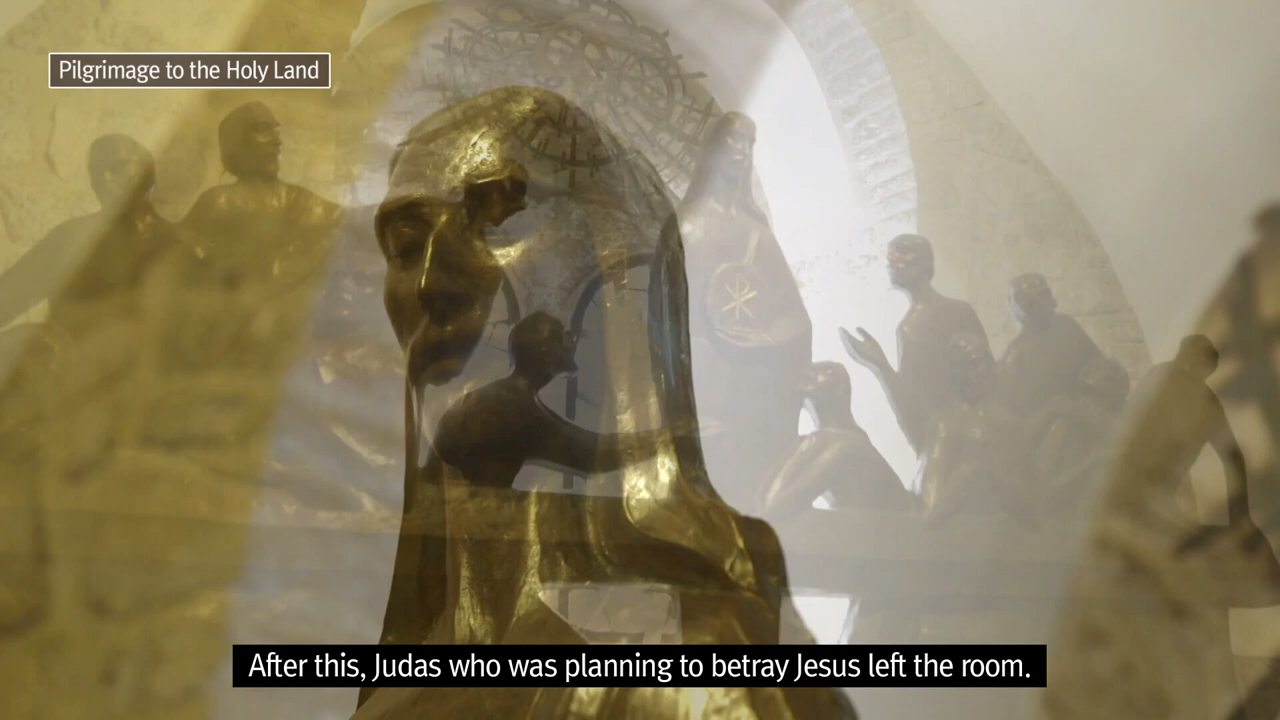 Pilgrimage to the Holy Land
After this, Judas who was planning to betray Jesus left the room.